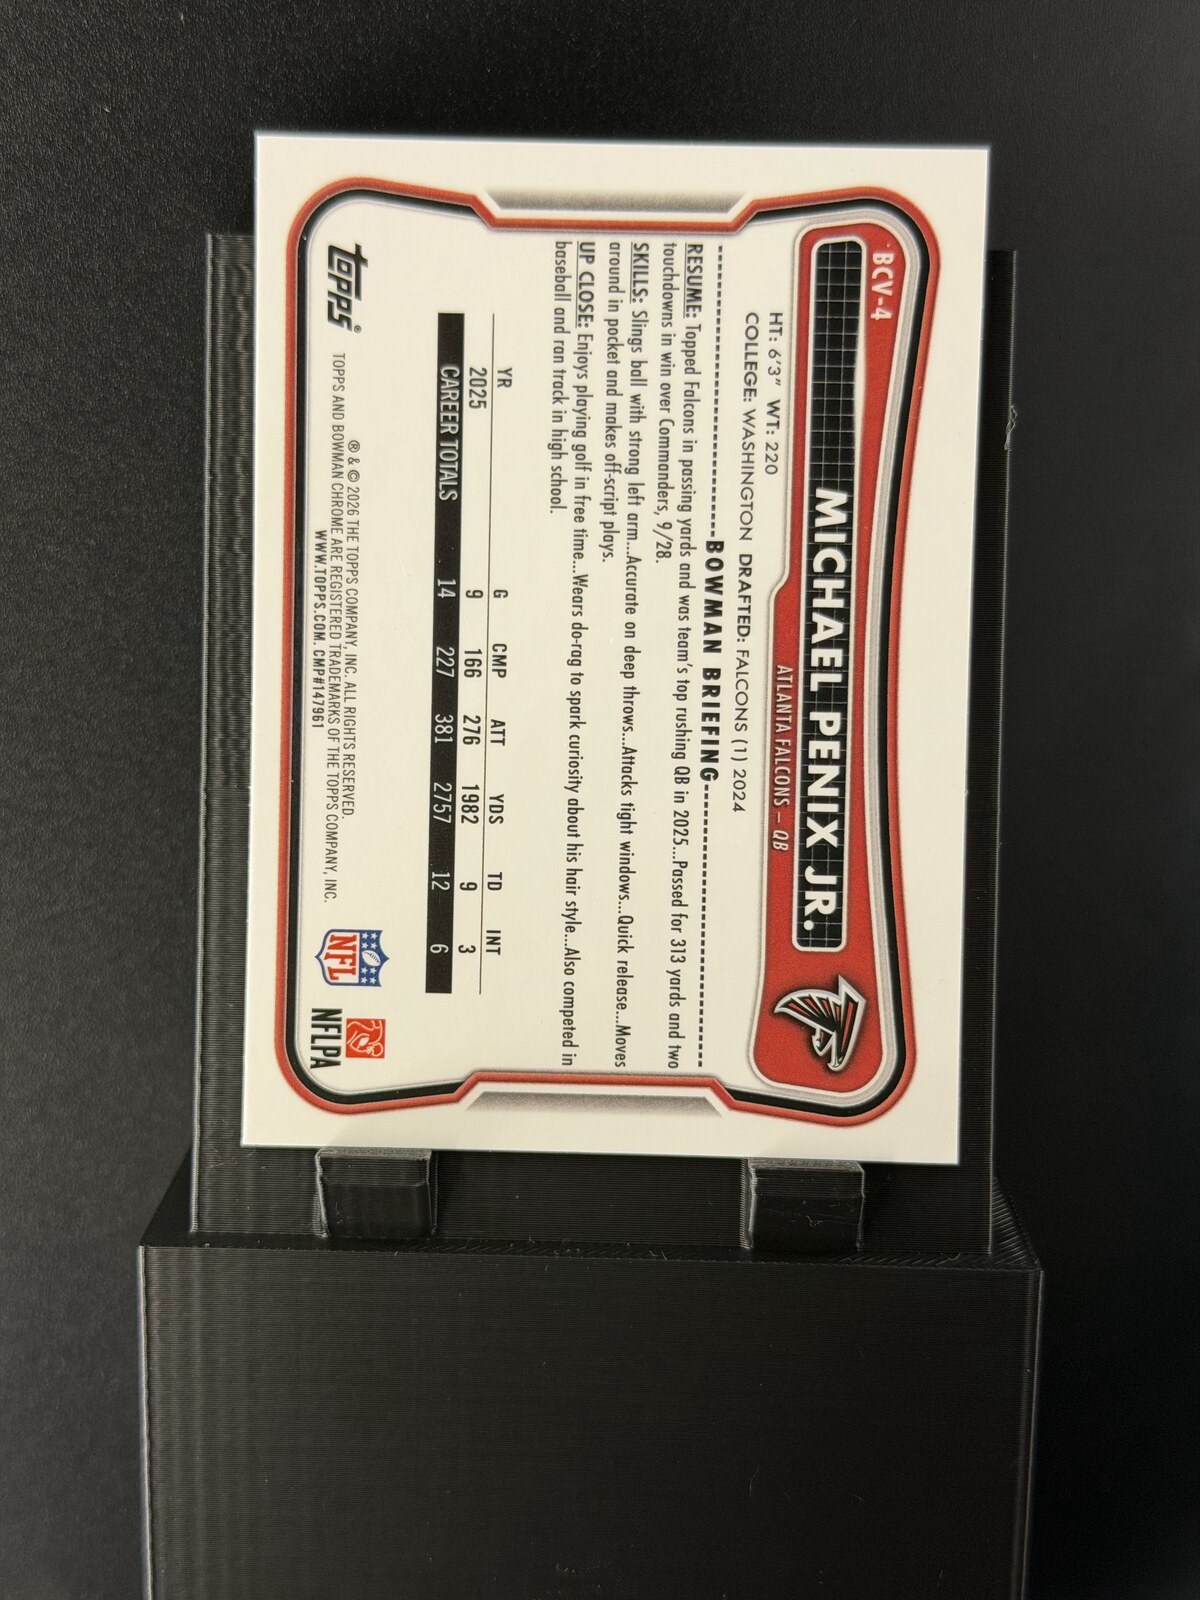 BCV-4
MICHAEL PENIX JR.
ATLANTA FALCONS – QB
HT: 6'3" WT: 220
COLLEGE: WASHINGTON DRAFTED: FALCONS (1) 2024
BOWMAN BRIEFING
RESUME: Topped Falcons in passing yards and was team's top rushing QB in 2025...Passed for 313 yards and two
touchdowns in win over Commanders, 9/28.
SKILLS: Slings ball with strong left arm...Accurate on deep throws...Attacks tight windows...Quick release...Moves
around in pocket and makes off-script plays.
UP CLOSE: Enjoys playing golf in free time...Wears do-rag to spark curiosity about his hair style...Also competed in
baseball and ran track in high school.
YR G CMP ATT YDS TD INT
2025 9 166 276 1982 9 3
CAREER TOTALS 14 227 381 2757 12 6
topps®
® & © 2026 THE TOPPS COMPANY, INC. ALL RIGHTS RESERVED.
TOPPS AND BOWMAN CHROME ARE REGISTERED TRADEMARKS OF THE TOPPS COMPANY, INC.
WWW.TOPPS.COM CMP#147961
NFL
NFLPA